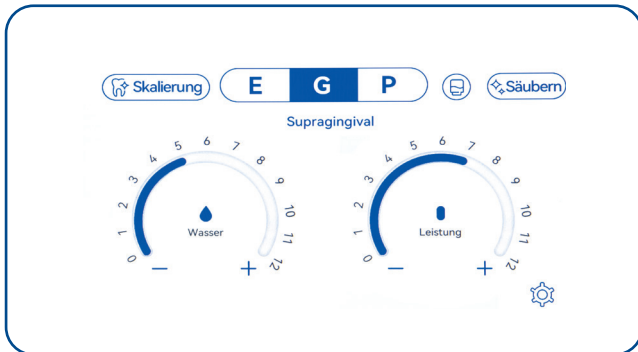 Skalierung E G P Säubern
Supragingival
0 1 2 3 4 5 6 7 8 9 10 11 12
Wasser
− +
0 1 2 3 4 5 6 7 8 9 10 11 12
Leistung
− +